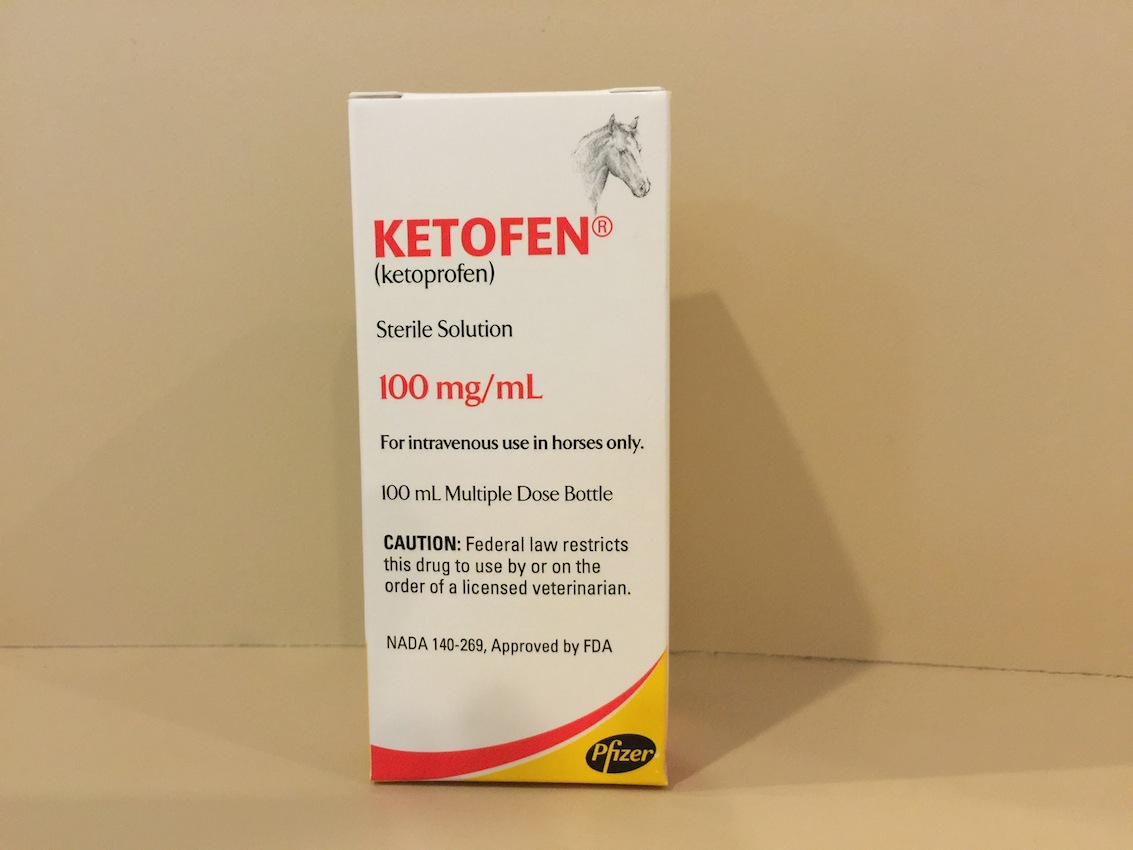 KETOFEN®
(ketoprofen)
Sterile Solution
100 mg/mL
For intravenous use in horses only.
100 mL Multiple Dose Bottle
CAUTION: Federal law restricts
this drug to use by or on the
order of a licensed veterinarian.
NADA 140-269, Approved by FDA
Pfizer